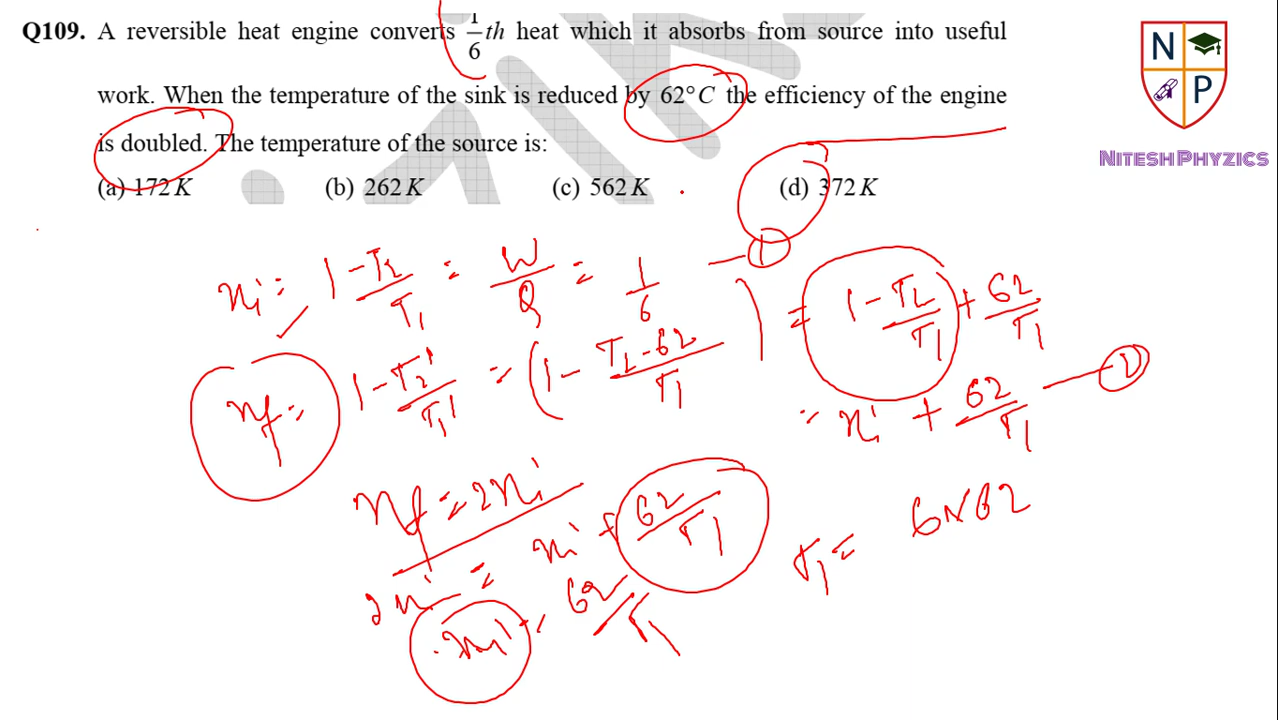 Q109. A reversible heat engine converts 1/6 th heat which it absorbs from source into useful
work. When the temperature of the sink is reduced by 62°C the efficiency of the engine
is doubled. The temperature of the source is:
(a) 172 K (b) 262 K (c) 562 K (d) 372 K
N P
NITESH PHYZICS
ηi = 1 - T2/T1 = W/Q = 1/6 — 1
ηf = 1 - T2'/T1' = (1 - T2-62/T1) = 1 - T2/T1 + 62/T1
= ηi + 62/T1 — 2
ηf = 2ηi
2ηi = ηi + 62/T1
ηi = 62/T1
T1 = 6×62